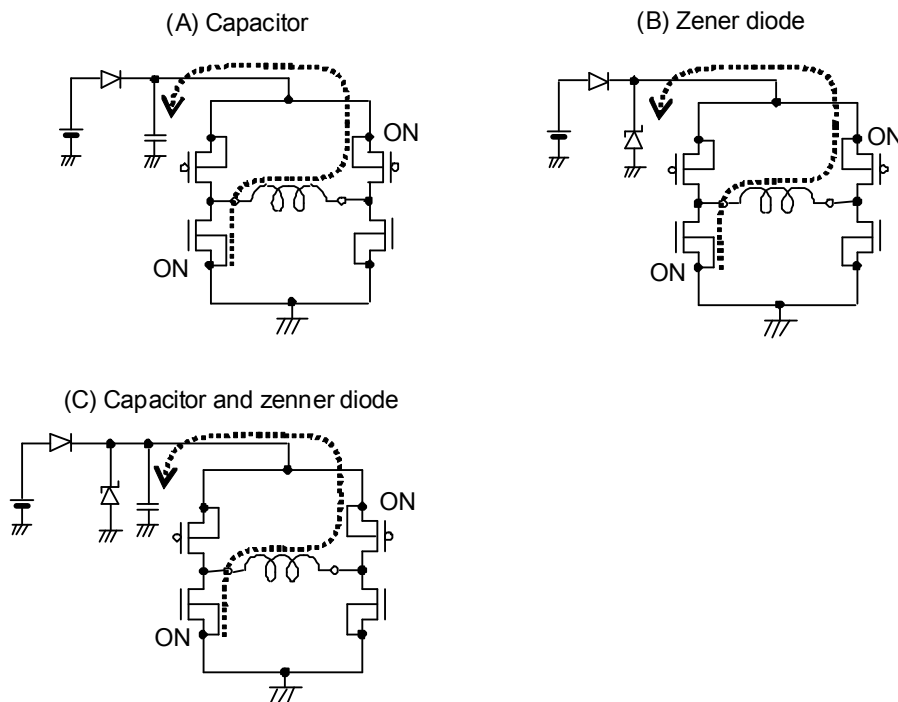 (A) Capacitor
ON
ON
(B) Zener diode
ON
ON
(C) Capacitor and zenner diode
ON
ON